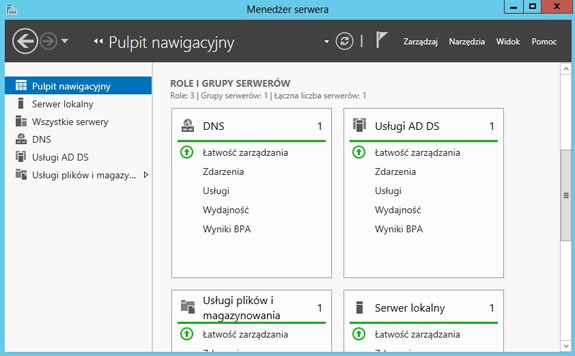 Menedżer serwera
Pulpit nawigacyjny
Zarządzaj Narzędzia Widok Pomoc
Pulpit nawigacyjny
Serwer lokalny
Wszystkie serwery
DNS
Usługi AD DS
Usługi plików i magazy...
ROLE I GRUPY SERWERÓW
Role: 3 | Grupy serwerów: 1 | Łączna liczba serwerów: 1
DNS 1
Łatwość zarządzania
Zdarzenia
Usługi
Wydajność
Wyniki BPA
Usługi AD DS 1
Łatwość zarządzania
Zdarzenia
Usługi
Wydajność
Wyniki BPA
Usługi plików i
magazynowania 1
Łatwość zarządzania
Serwer lokalny 1
Łatwość zarządzania